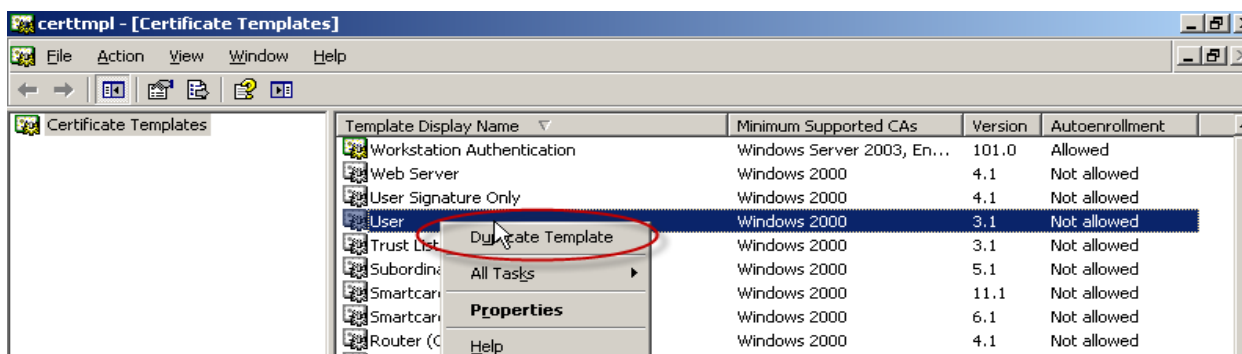 certtmpl - [Certificate Templates]
File Action View Window Help
Certificate Templates
Template Display Name Minimum Supported CAs Version Autoenrollment
Workstation Authentication Windows Server 2003, En... 101.0 Allowed
Web Server Windows 2000 4.1 Not allowed
User Signature Only Windows 2000 4.1 Not allowed
User Windows 2000 3.1 Not allowed
Duplicate Template
Trust List Windows 2000 3.1 Not allowed
All Tasks
Subordina Windows 2000 5.1 Not allowed
Smartcar Windows 2000 11.1 Not allowed
Properties
Smartcar Windows 2000 6.1 Not allowed
Router (O Windows 2000 4.1 Not allowed
Help